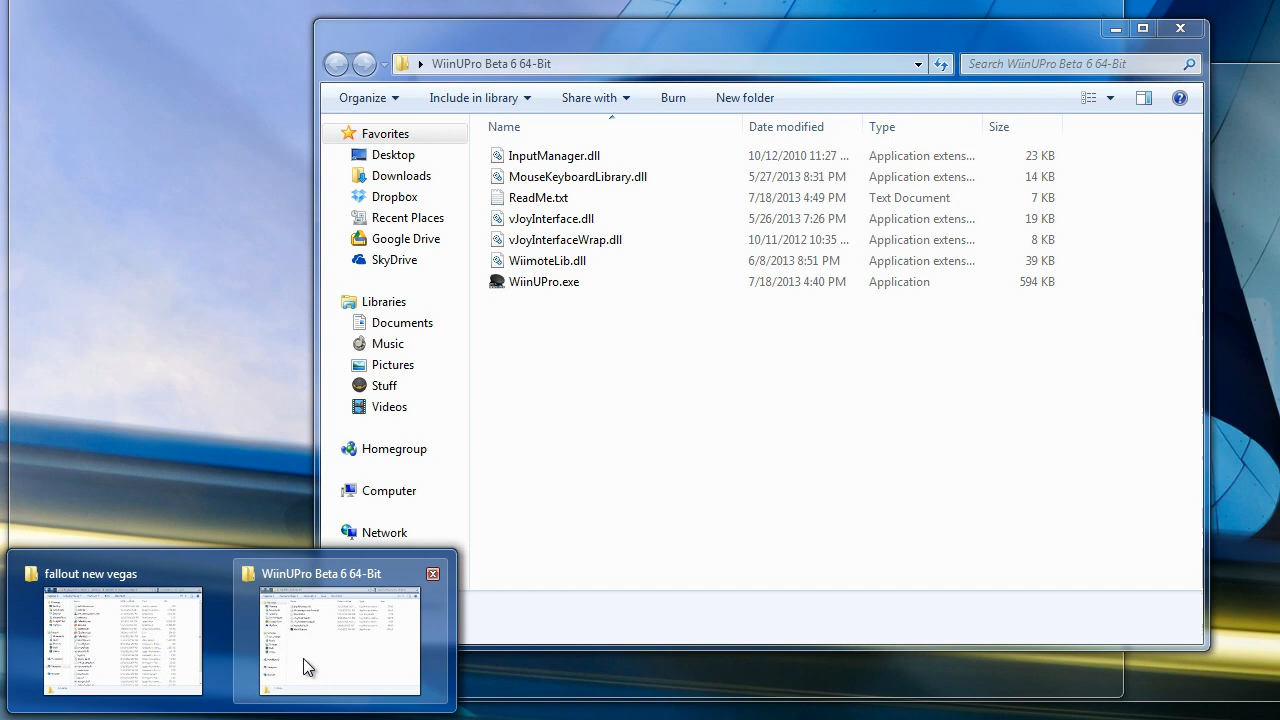 WiinUPro Beta 6 64-Bit
Search WiinUPro Beta 6 64-Bit
Organize Include in library Share with Burn New folder
Name Date modified Type Size
Favorites
Desktop
Downloads
Dropbox
Recent Places
Google Drive
SkyDrive
Libraries
Documents
Music
Pictures
Stuff
Videos
Homegroup
Computer
Network
InputManager.dll 10/12/2010 11:27 ... Application extens... 23 KB
MouseKeyboardLibrary.dll 5/27/2013 8:31 PM Application extens... 14 KB
ReadMe.txt 7/18/2013 4:49 PM Text Document 7 KB
vJoyInterface.dll 5/26/2013 7:26 PM Application extens... 19 KB
vJoyInterfaceWrap.dll 10/11/2012 10:35 ... Application extens... 8 KB
WiimoteLib.dll 6/8/2013 8:51 PM Application extens... 39 KB
WiinUPro.exe 7/18/2013 4:40 PM Application 594 KB
fallout new vegas
WiinUPro Beta 6 64-Bit